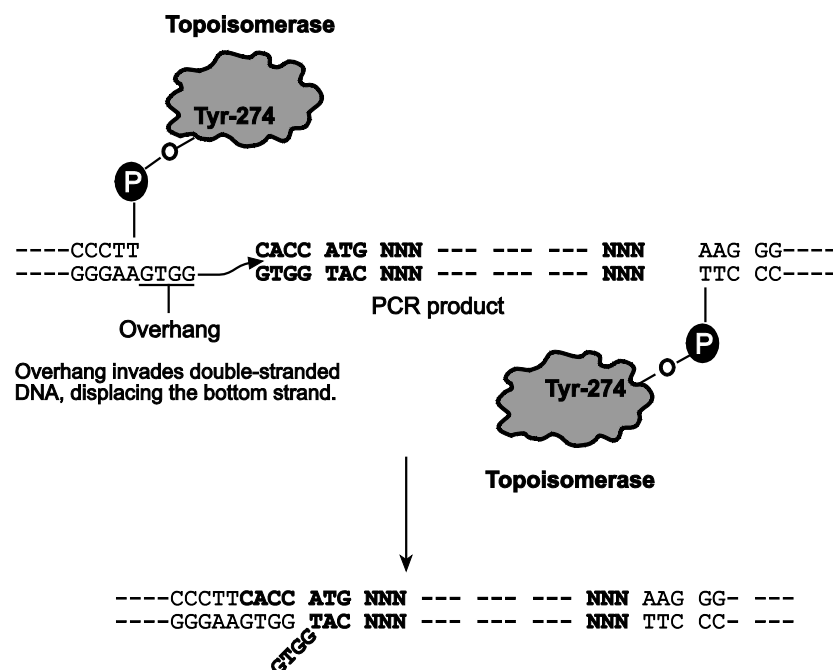 Topoisomerase
Tyr-274
O
P
----CCCTT CACC ATG NNN --- --- --- NNN AAG GG----
----GGGAAGTGG GTGG TAC NNN --- --- --- NNN TTC CC----
PCR product
Overhang
P
O
Overhang invades double-stranded
DNA, displacing the bottom strand.
Tyr-274
Topoisomerase
----CCCTTCACC ATG NNN --- --- --- NNN AAG GG- ---
----GGGAAGTGG TAC NNN --- --- --- NNN TTC CC- ---
GTGG